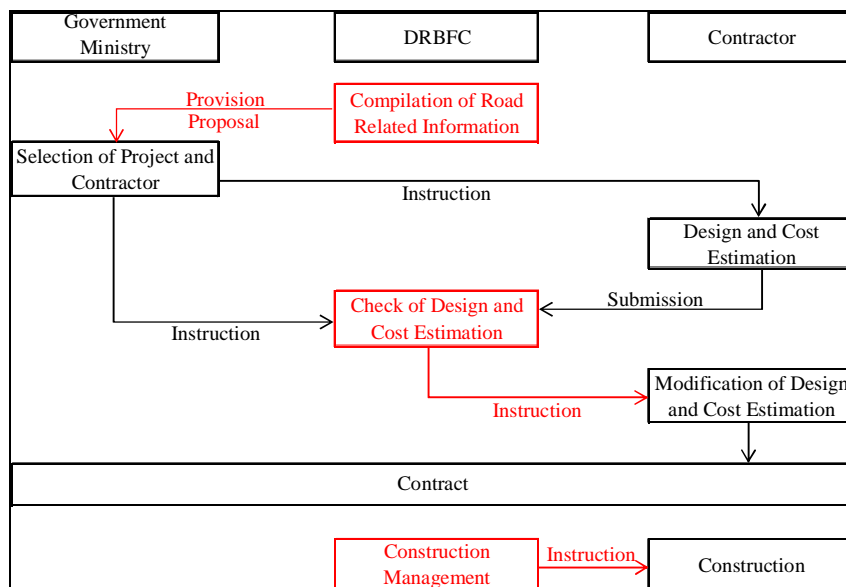 Government
Ministry
DRBFC
Contractor
Provision
Proposal
Compilation of Road
Related Information
Selection of Project and
Contractor
Instruction
Design and Cost
Estimation
Submission
Check of Design and
Cost Estimation
Instruction
Modification of Design
and Cost Estimation
Instruction
Contract
Construction
Management
Instruction
Construction